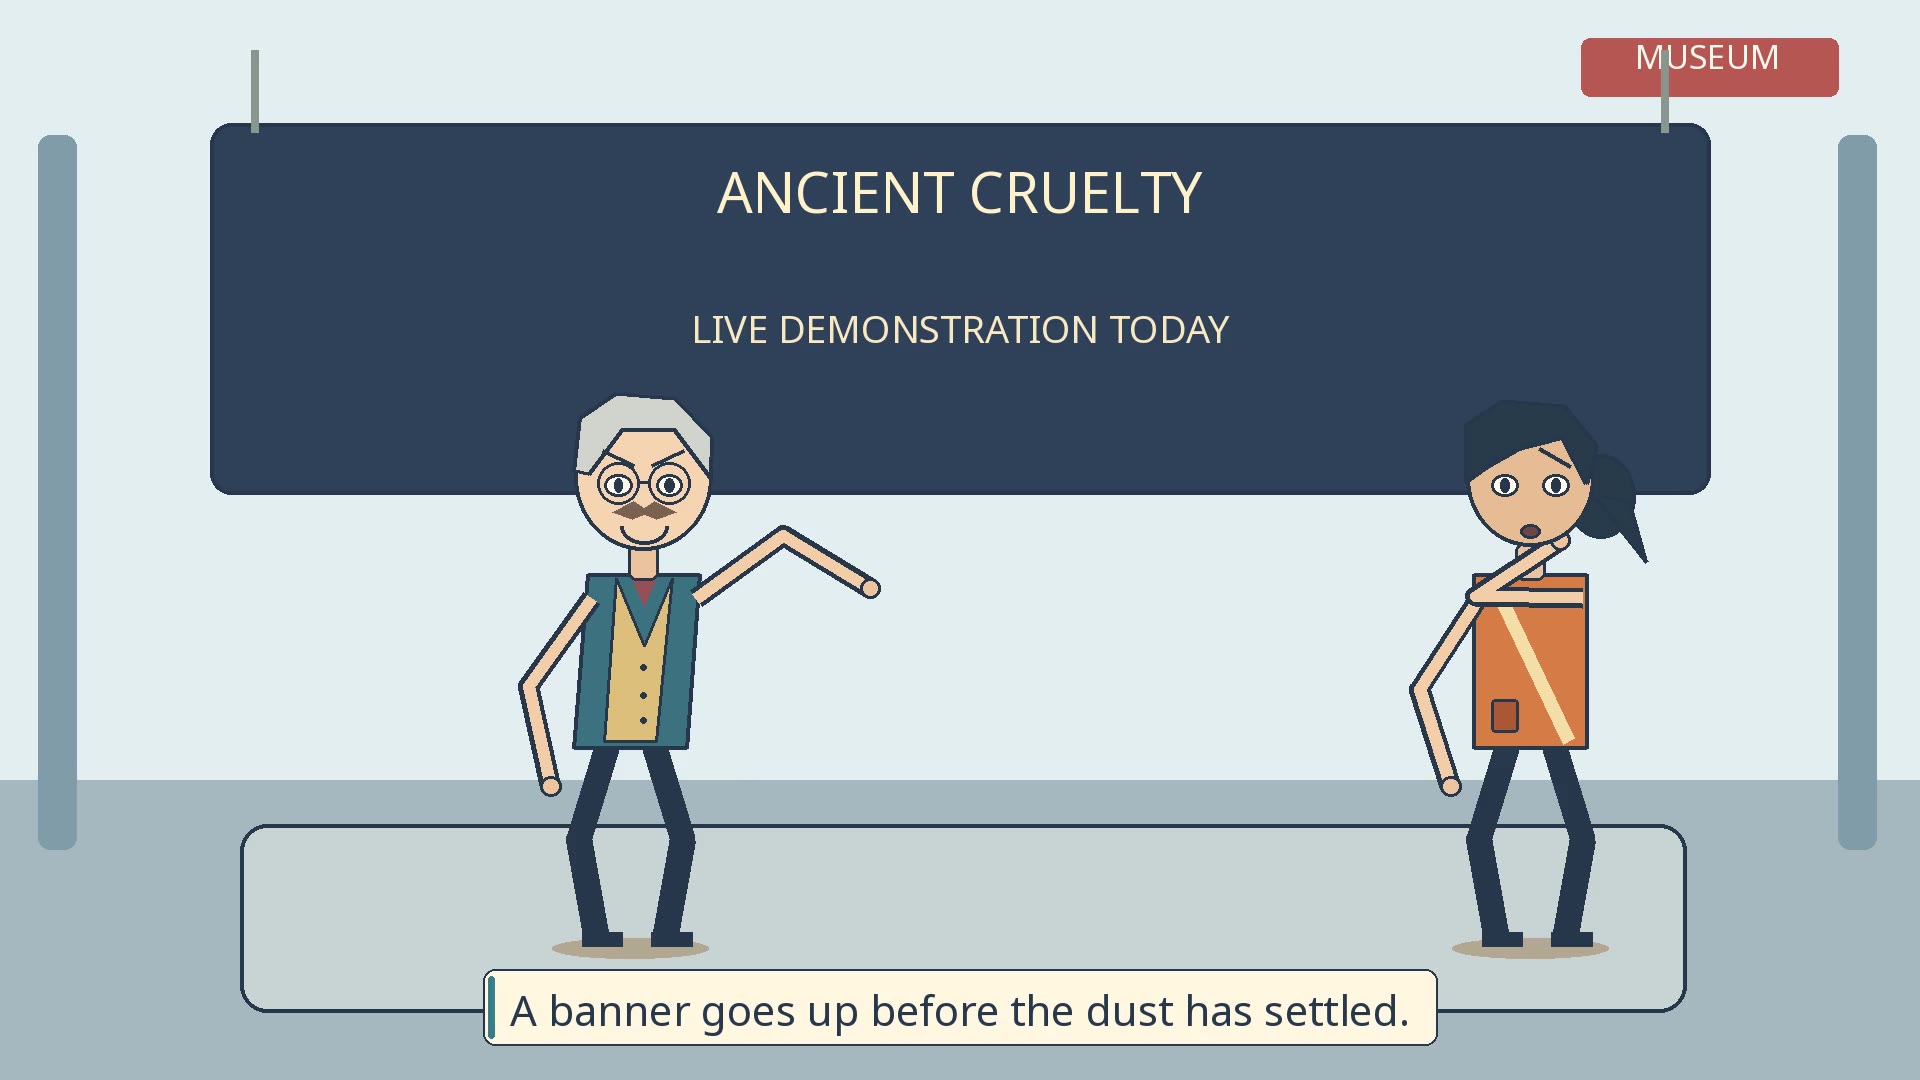 MUSEUM
ANCIENT CRUELTY
LIVE DEMONSTRATION TODAY
A banner goes up before the dust has settled.